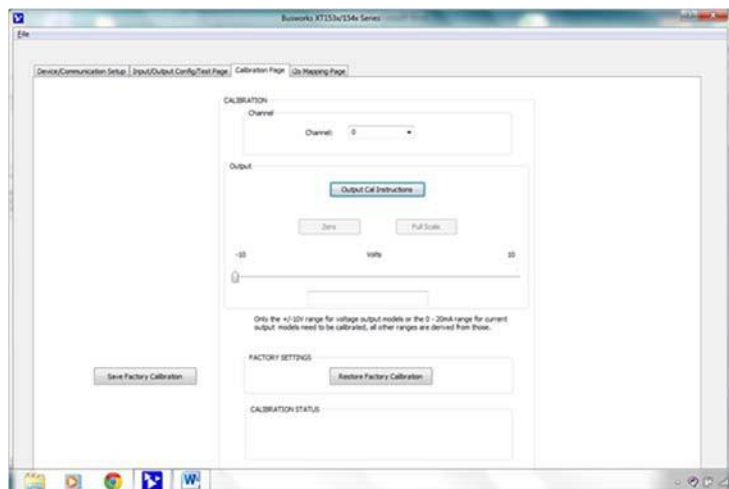 Busworks XT153x/154x Series
File
Device/Communication Setup
Input/Output Config/Test Page
Calibration Page
i2o Mapping Page
CALIBRATION
Channel
Channel: 0
Output
Output Cal Instructions
Zero
Full Scale
-10
Volts
10
Only the +/-10V range for voltage output models or the 0 - 20mA range for current
output models need to be calibrated, all other ranges are derived from those.
FACTORY SETTINGS
Save Factory Calibration
Restore Factory Calibration
CALIBRATION STATUS